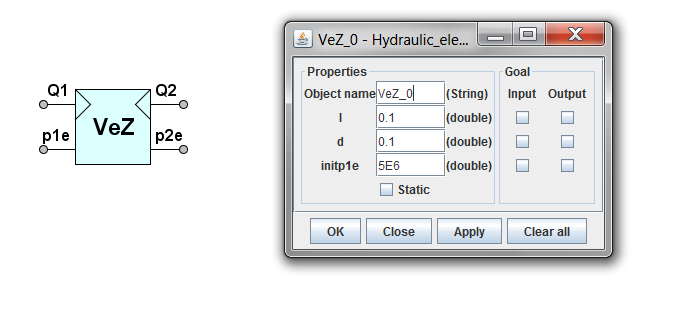 Q1 Q2
VeZ
p1e p2e
VeZ_0 - Hydraulic_ele...
Properties Goal
Object name VeZ_0 (String) Input Output
l 0.1 (double)
d 0.1 (double)
initp1e 5E6 (double)
Static
OK Close Apply Clear all